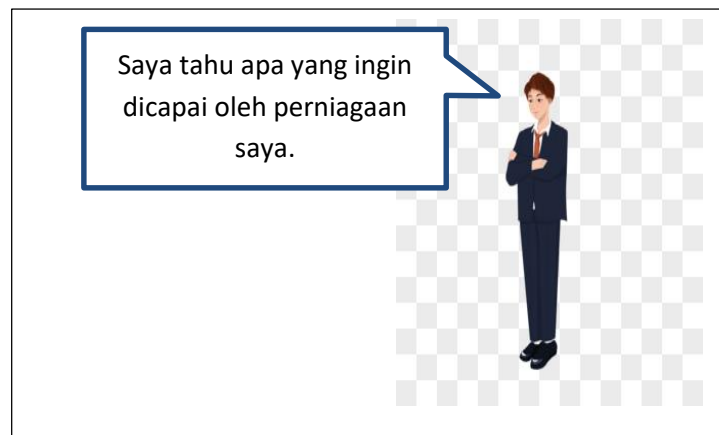 Saya tahu apa yang ingin
dicapai oleh perniagaan
saya.